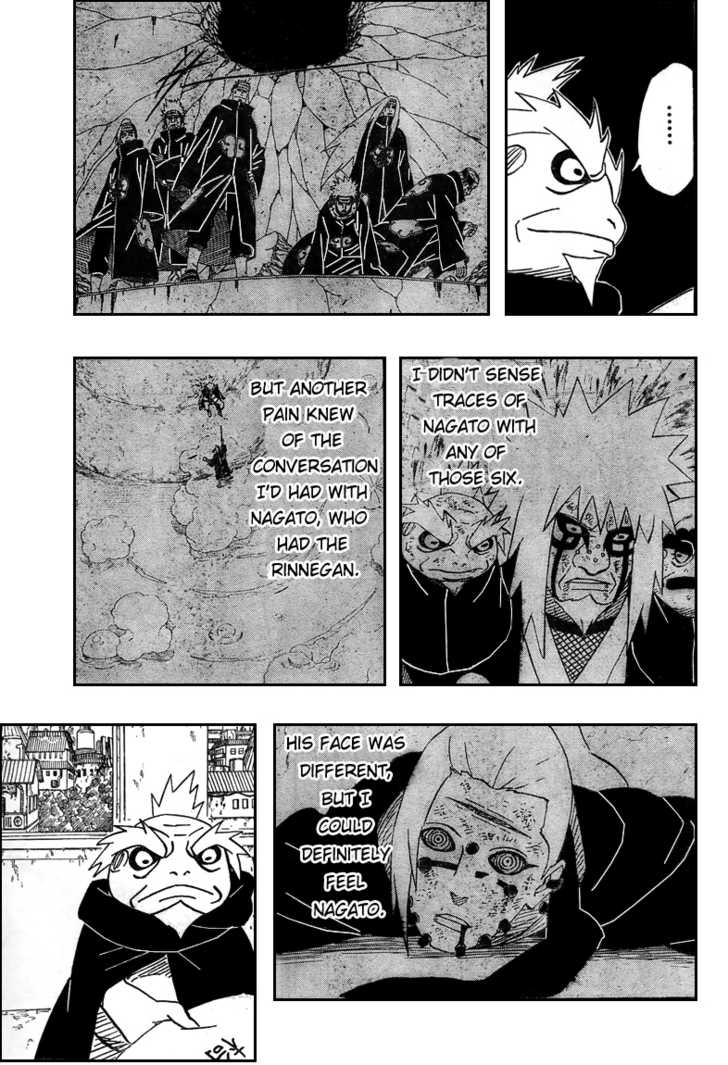 ........
I DIDN'T SENSE
TRACES OF
NAGATO WITH
ANY OF
THOSE SIX.
BUT ANOTHER
PAIN KNEW
OF THE
CONVERSATION
I'D HAD WITH
NAGATO, WHO
HAD THE
RINNEGAN.
HIS FACE WAS
DIFFERENT,
BUT I
COULD
DEFINITELY
FEEL
NAGATO.